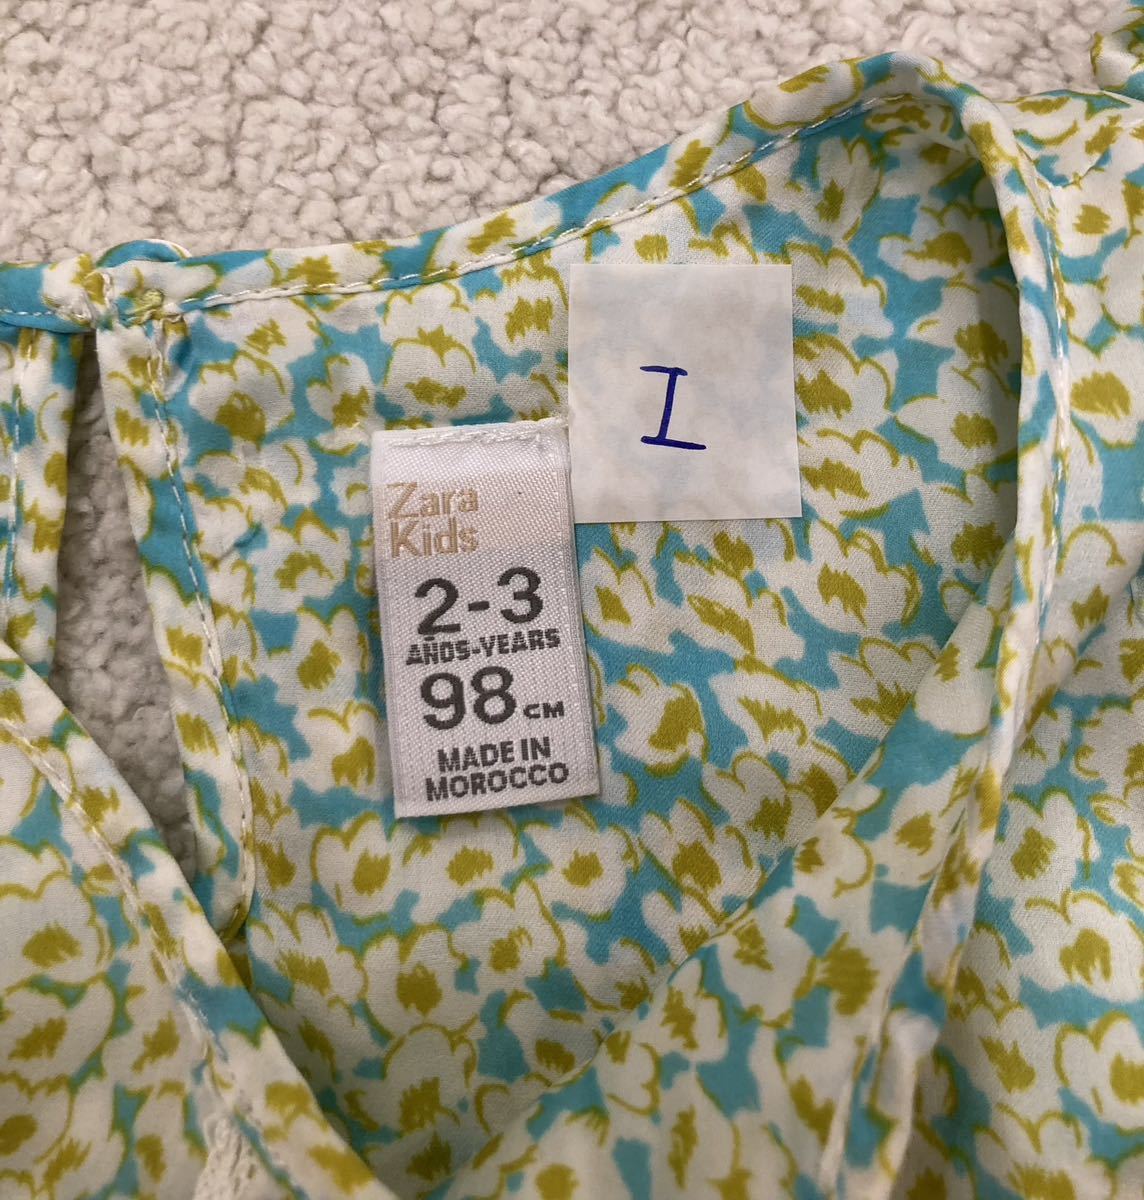 I
Zara
Kids
2-3
AÑOS-YEARS
98 CM
MADE IN
MOROCCO